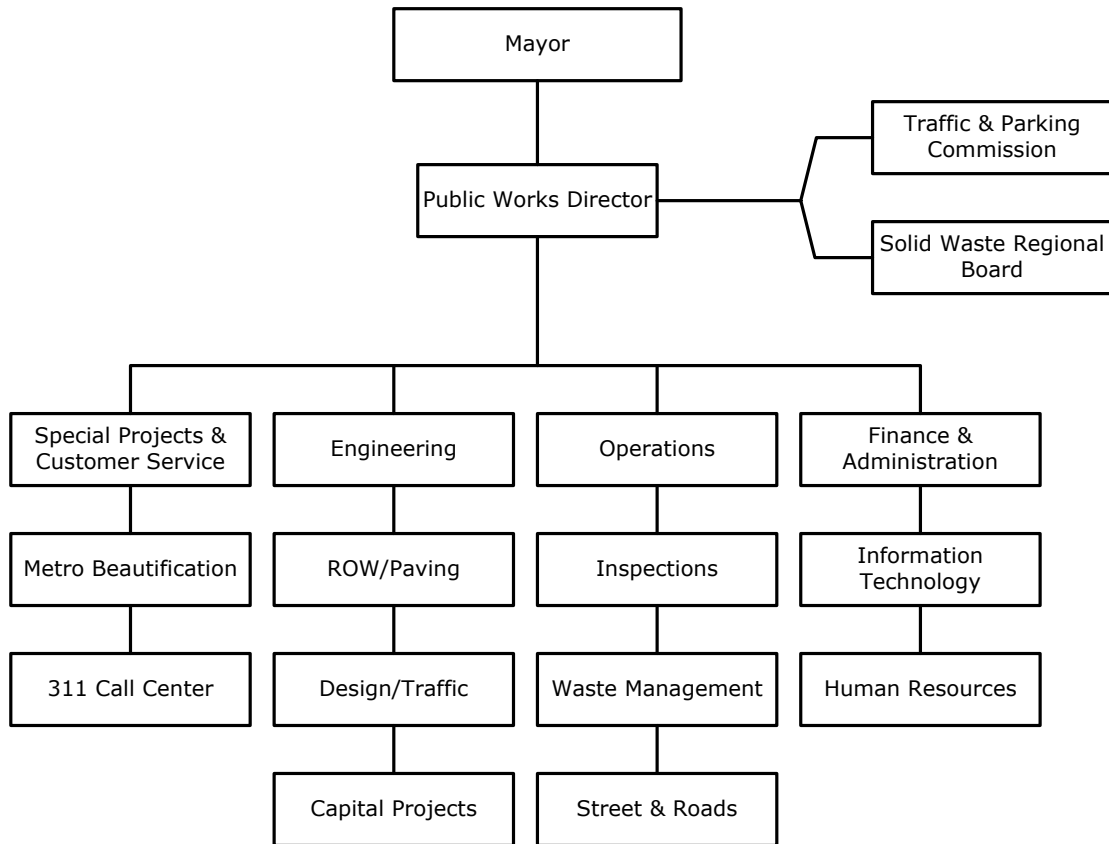 Mayor
Traffic & Parking
Commission
Public Works Director
Solid Waste Regional
Board
Special Projects &
Customer Service
Engineering
Operations
Finance &
Administration
Metro Beautification
ROW/Paving
Inspections
Information
Technology
311 Call Center
Design/Traffic
Waste Management
Human Resources
Capital Projects
Street & Roads